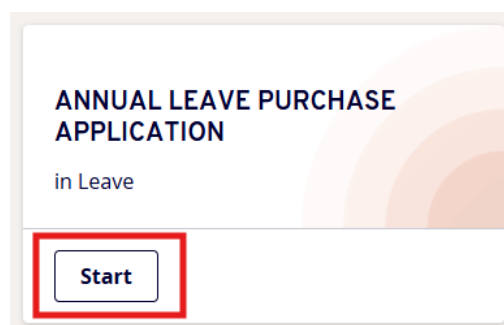 ANNUAL LEAVE PURCHASE
APPLICATION
in Leave
Start